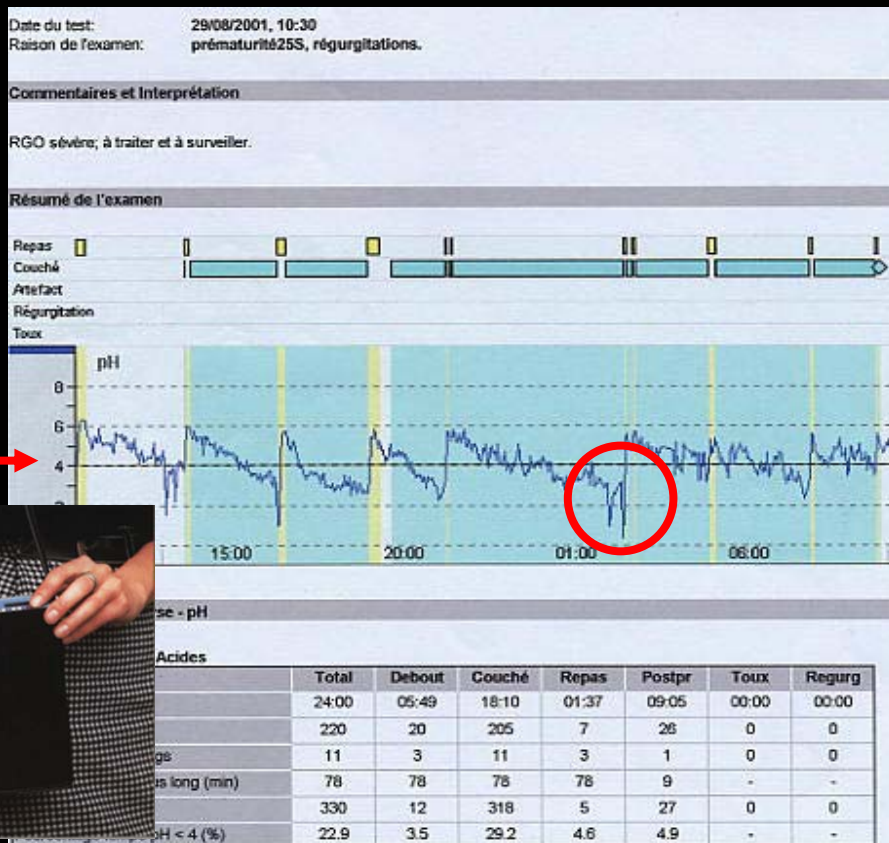 Date du test: 29/08/2001, 10:30
Raison de l'examen: prématurité25S, régurgitations.
Commentaires et Interprétation
RGO sévère; à traiter et à surveiller.
Résumé de l'examen
Repas
Couché
Artefact
Régurgitation
Toux
pH
8
6
4
2
15:00 20:00 01:00 06:00
se - pH
Acides
Total Debout Couché Repas Postpr Toux Regurg
24:00 05:49 18:10 01:37 09:05 00:00 00:00
220 20 205 7 26 0 0
gs 11 3 11 3 1 0 0
us long (min) 78 78 78 78 9 - -
330 12 318 5 27 0 0
pH < 4 (%) 22.9 3.5 29.2 4.6 4.9 - -